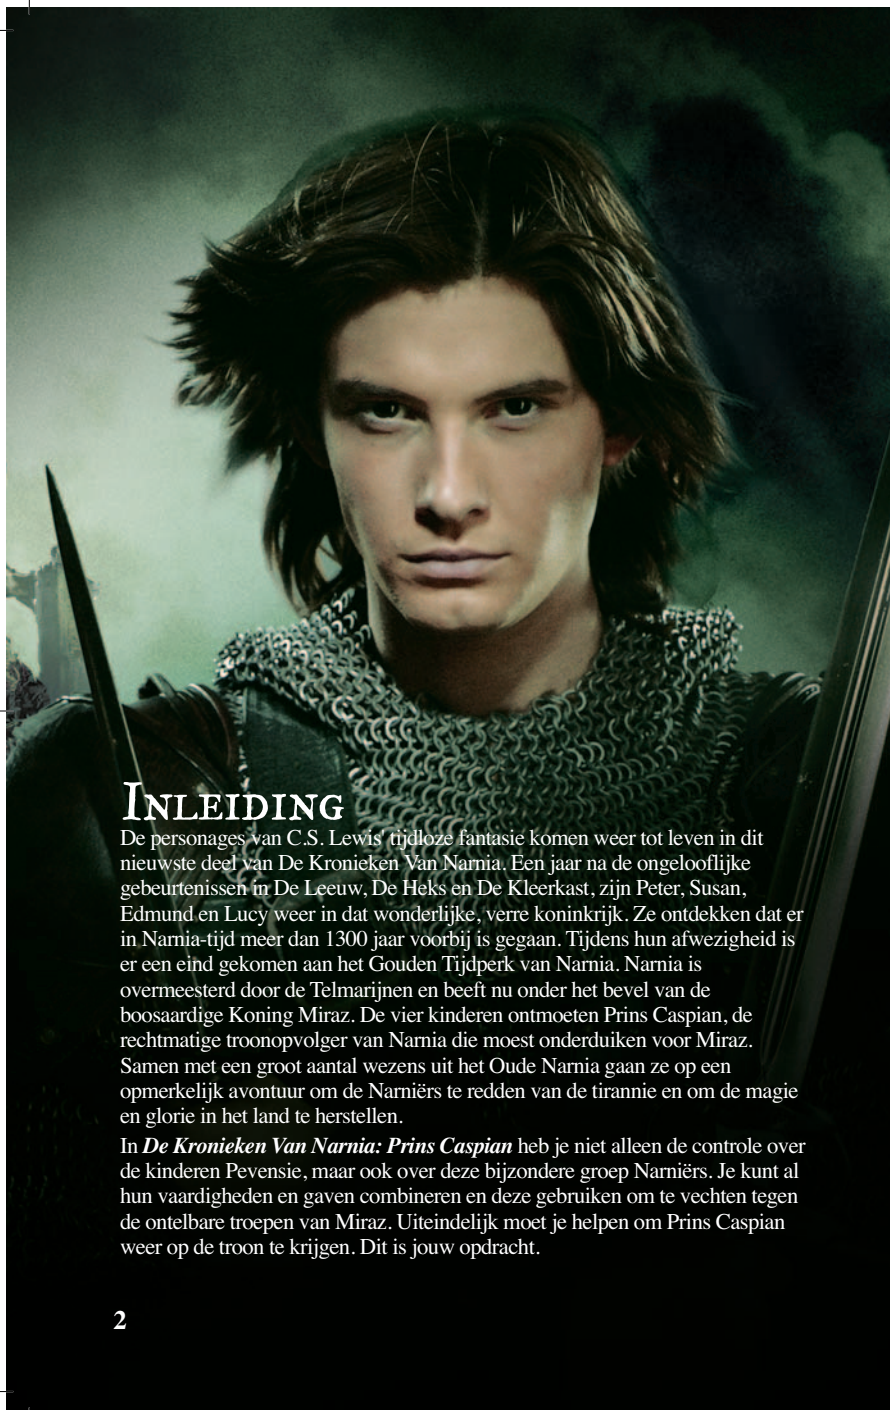 Inleiding
De personages van C.S. Lewis' tijdloze fantasie komen weer tot leven in dit
nieuwste deel van De Kronieken Van Narnia. Een jaar na de ongelooflijke
gebeurtenissen in De Leeuw, De Heks en De Kleerkast, zijn Peter, Susan,
Edmund en Lucy weer in dat wonderlijke, verre koninkrijk. Ze ontdekken dat er
in Narnia-tijd meer dan 1300 jaar voorbij is gegaan. Tijdens hun afwezigheid is
er een eind gekomen aan het Gouden Tijdperk van Narnia. Narnia is
overmeesterd door de Telmarijnen en beeft nu onder het bevel van de
boosaardige Koning Miraz. De vier kinderen ontmoeten Prins Caspian, de
rechtmatige troonopvolger van Narnia die moest onderduiken voor Miraz.
Samen met een groot aantal wezens uit het Oude Narnia gaan ze op een
opmerkelijk avontuur om de Narniërs te redden van de tirannie en om de magie
en glorie in het land te herstellen.
In De Kronieken Van Narnia: Prins Caspian heb je niet alleen de controle over
de kinderen Pevensie, maar ook over deze bijzondere groep Narniërs. Je kunt al
hun vaardigheden en gaven combineren en deze gebruiken om te vechten tegen
de ontelbare troepen van Miraz. Uiteindelijk moet je helpen om Prins Caspian
weer op de troon te krijgen. Dit is jouw opdracht.
2